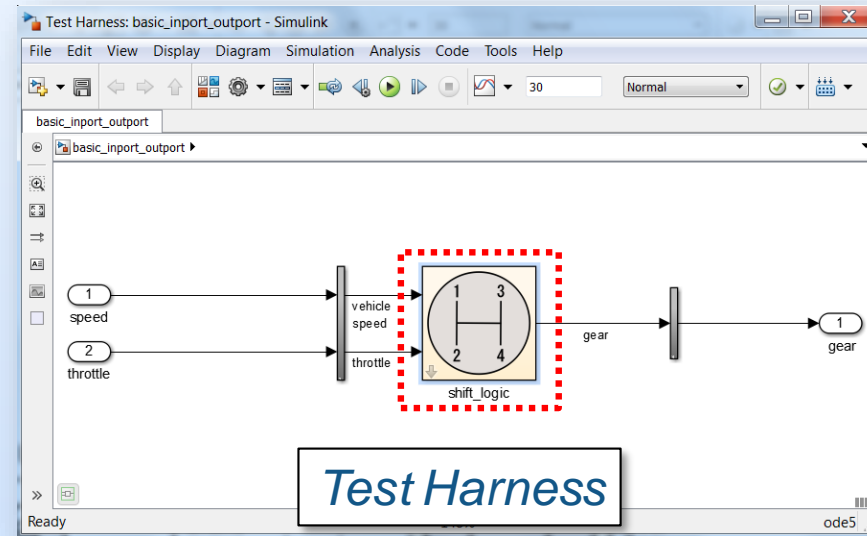 Test Harness: basic_inport_outport - Simulink
File Edit View Display Diagram Simulation Analysis Code Tools Help
30 Normal
basic_inport_outport
basic_inport_outport
1
speed
2
throttle
vehicle
speed
throttle
1 3
2 4
shift_logic
gear
1
gear
Test Harness
Ready
ode5